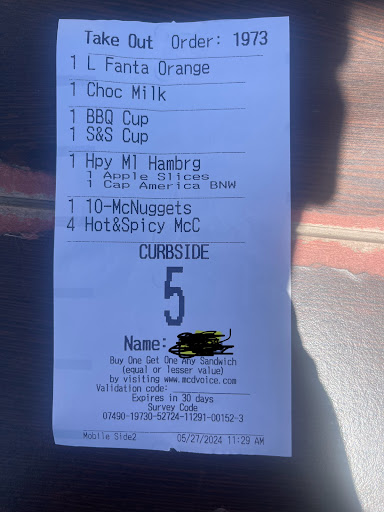 Take Out Order: 1973
1 L Fanta Orange
1 Choc Milk
1 BBQ Cup
1 S&S Cup
1 Hpy Ml Hambrg
1 Apple Slices
1 Cap America BNW
1 10-McNuggets
4 Hot&Spicy McC
CURBSIDE
5
Name:
Buy One Get One Any Sandwich
(equal or lesser value)
by visiting www.mcdvoice.com
Validation code:
Expires in 30 days
Survey Code
07490-19730-52724-11291-00152-3
Mobile Side2 05/27/2024 11:29 AM